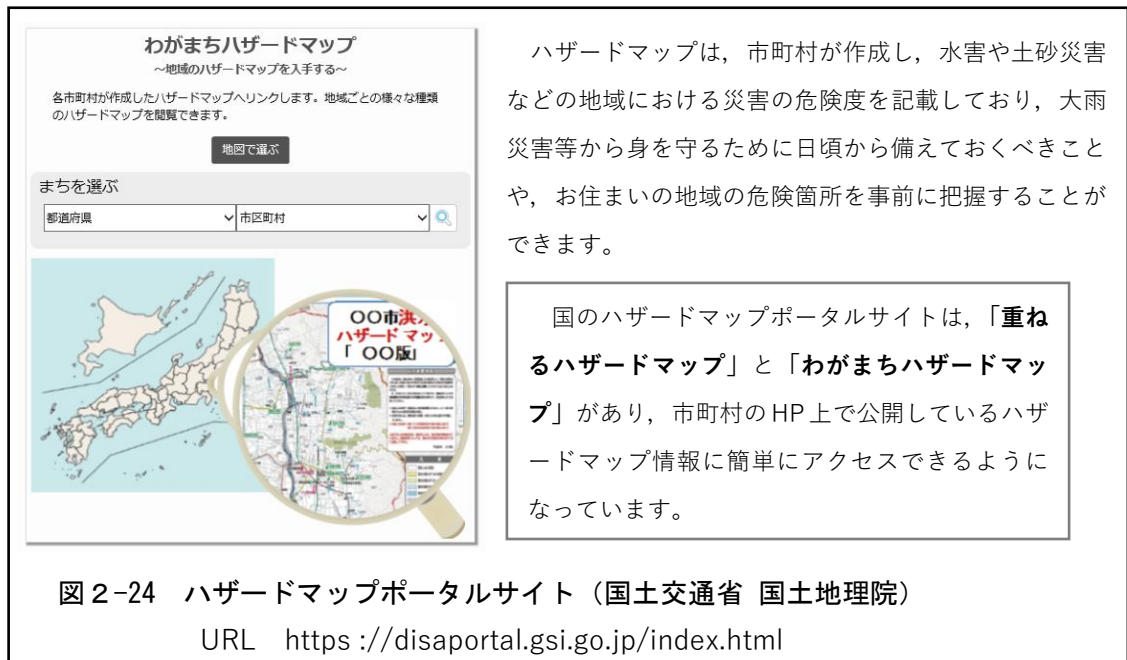 わがまちハザードマップ
～地域のハザードマップを入手する～
各市町村が作成したハザードマップへリンクします。地域ごとの様々な種類
のハザードマップを閲覧できます。
地図で選ぶ
まちを選ぶ
都道府県
市区町村
〇〇市洪水
ハザードマップ
「〇〇版」
ハザードマップは，市町村が作成し，水害や土砂災害
などの地域における災害の危険度を記載しており，大雨
災害等から身を守るために日頃から備えておくべきこと
や，お住まいの地域の危険箇所を事前に把握することが
できます。
国のハザードマップポータルサイトは，「重ね
るハザードマップ」と「わがまちハザードマッ
プ」があり，市町村の HP 上で公開しているハザ
ードマップ情報に簡単にアクセスできるように
なっています。
図２-24　ハザードマップポータルサイト（国土交通省 国土地理院）
URL　https ://disaportal.gsi.go.jp/index.html